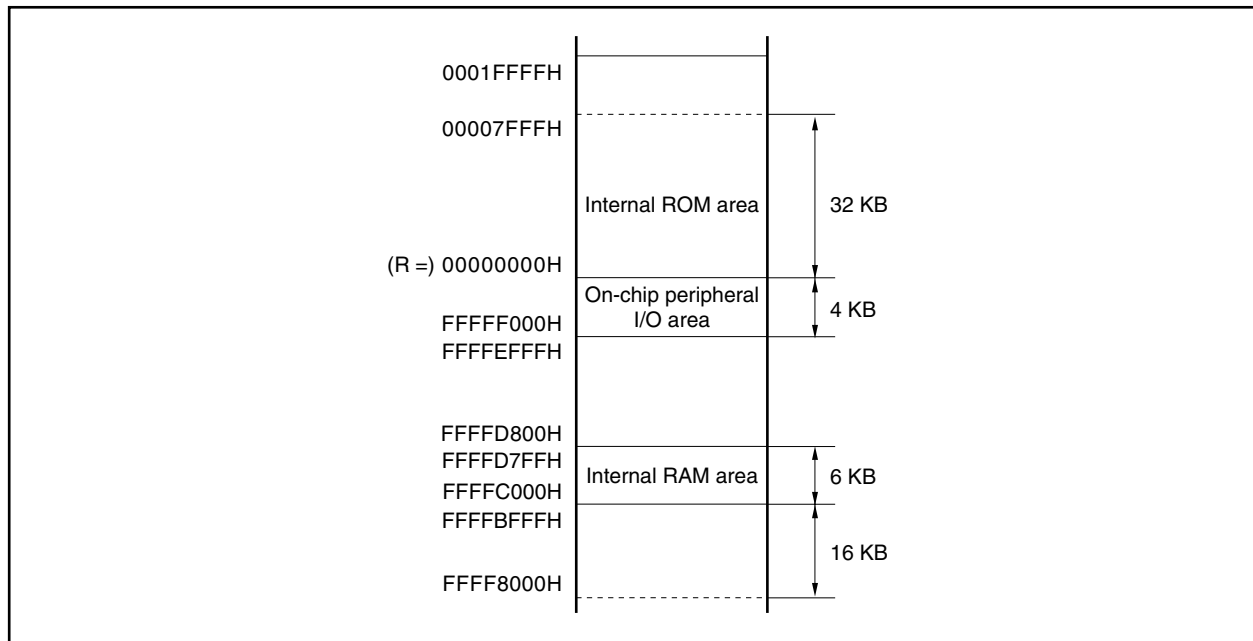 0001FFFFH
00007FFFH
Internal ROM area
32 KB
(R =) 00000000H
On-chip peripheral
I/O area
4 KB
FFFFF000H
FFFFEFFFH
FFFFD800H
FFFFD7FFH
Internal RAM area
6 KB
FFFFC000H
FFFFBFFFH
16 KB
FFFF8000H